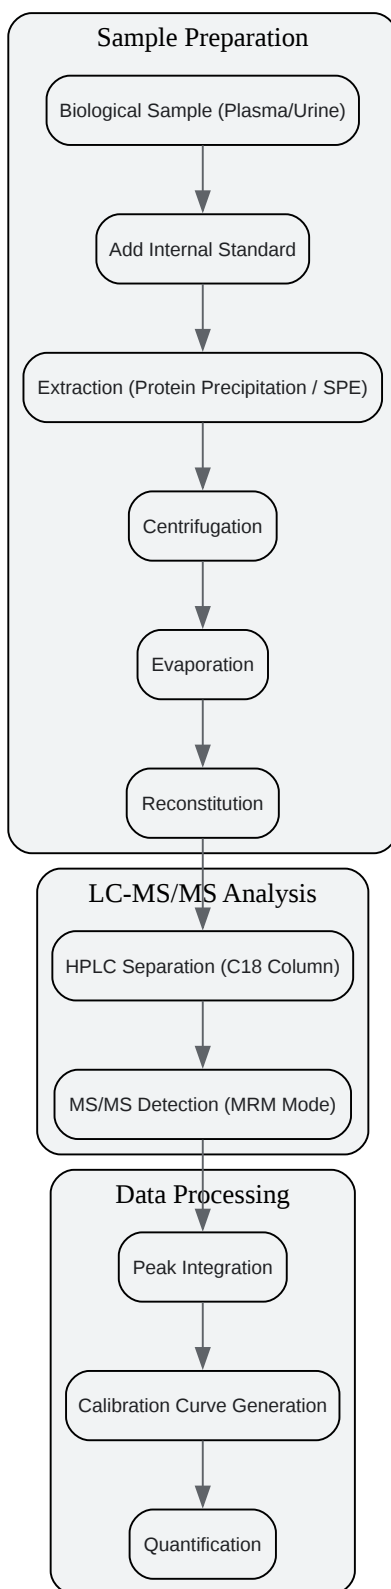 Sample Preparation
Biological Sample (Plasma/Urine)
Add Internal Standard
Extraction (Protein Precipitation / SPE)
Centrifugation
Evaporation
Reconstitution
LC-MS/MS Analysis
HPLC Separation (C18 Column)
MS/MS Detection (MRM Mode)
Data Processing
Peak Integration
Calibration Curve Generation
Quantification